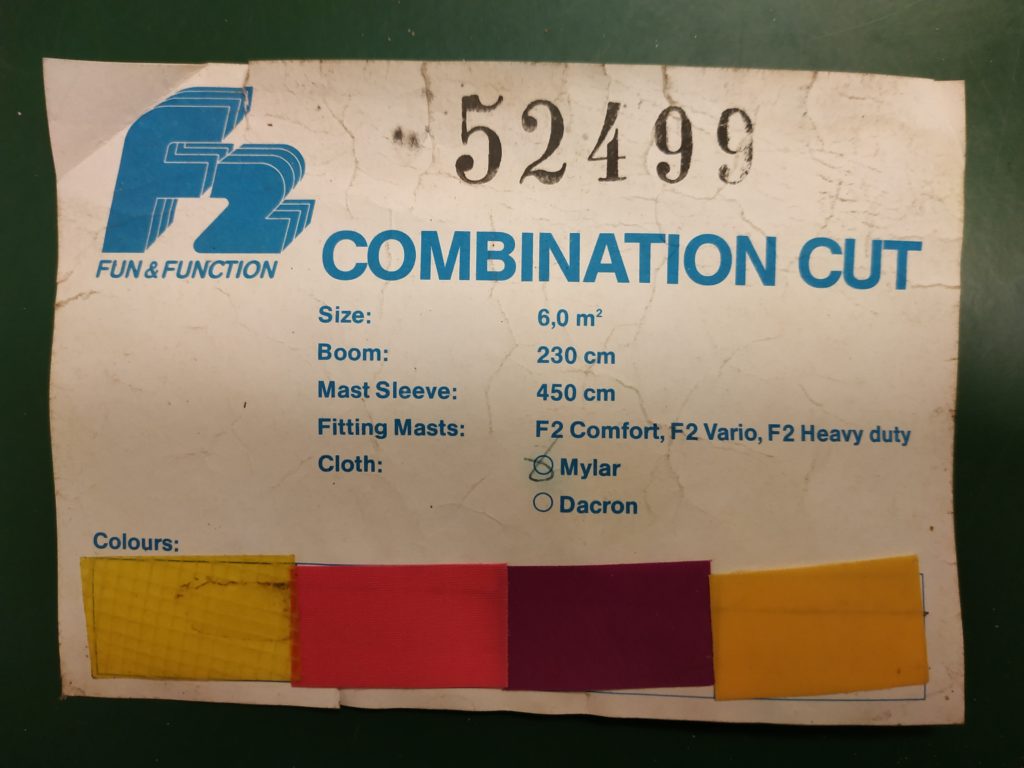 52499
F2
FUN & FUNCTION
COMBINATION CUT
Size: 6,0 m²
Boom: 230 cm
Mast Sleeve: 450 cm
Fitting Masts: F2 Comfort, F2 Vario, F2 Heavy duty
Cloth: Mylar
Dacron
Colours: